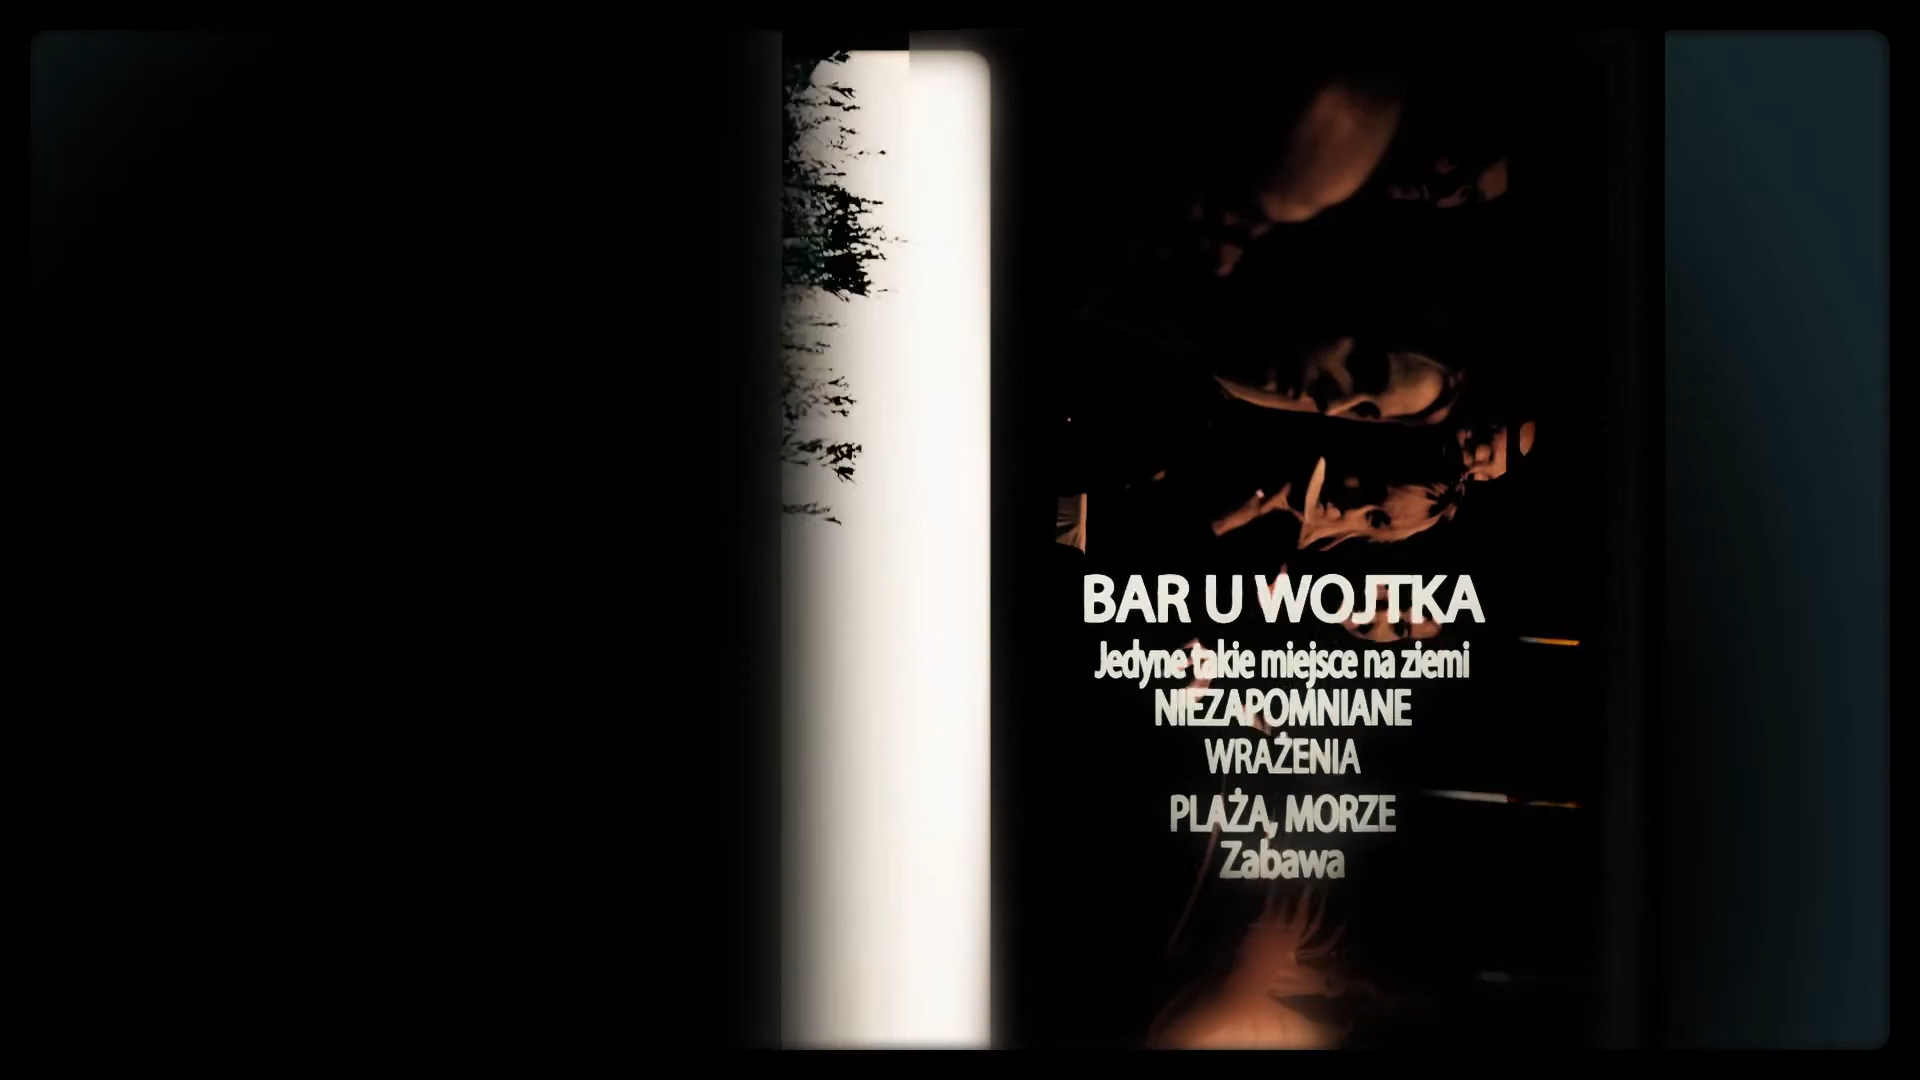 BAR U WOJTKA
Jedyne takie miejsce na ziemi
NIEZAPOMNIANE
WRAŻENIA
PLAŻA, MORZE
Zabawa